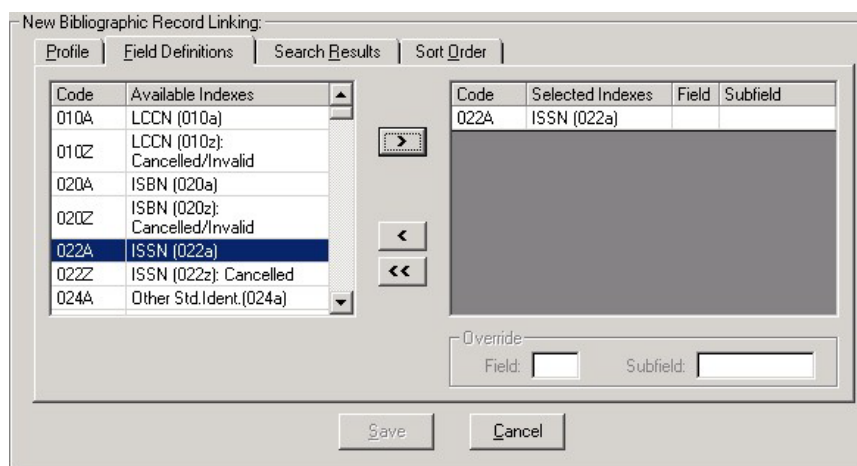 New Bibliographic Record Linking:
Profile Field Definitions Search Results Sort Order
Code Available Indexes
010A LCCN (010a)
010Z LCCN (010z):
Cancelled/Invalid
020A ISBN (020a)
020Z ISBN (020z):
Cancelled/Invalid
022A ISSN (022a)
022Z ISSN (022z): Cancelled
024A Other Std.Ident.(024a)
>
<
<<
Code Selected Indexes Field Subfield
022A ISSN (022a)
Override
Field: Subfield:
Save Cancel